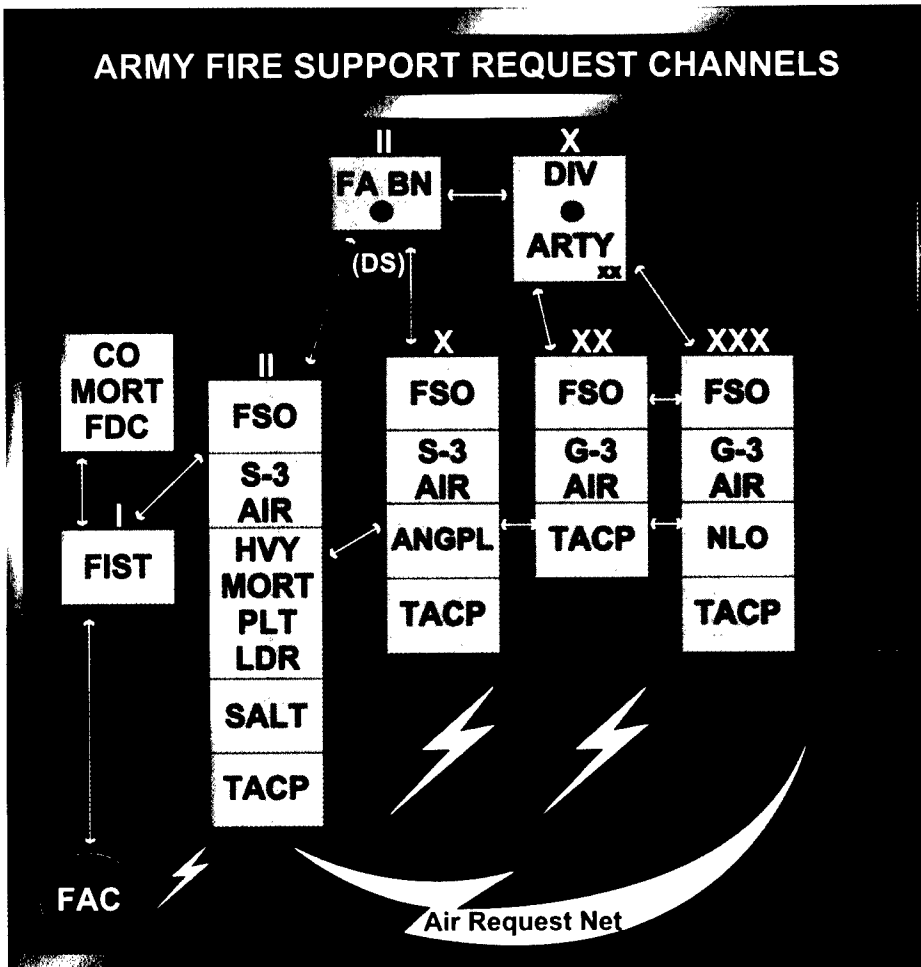 ARMY FIRE SUPPORT REQUEST CHANNELS
II
FA BN
(DS)
X
DIV
ARTY
xx
CO
MORT
FDC
I
FIST
FAC
II
FSO
S-3
AIR
HVY
MORT
PLT
LDR
SALT
TACP
X
FSO
S-3
AIR
ANGPL
TACP
XX
FSO
G-3
AIR
TACP
XXX
FSO
G-3
AIR
NLO
TACP
Air Request Net